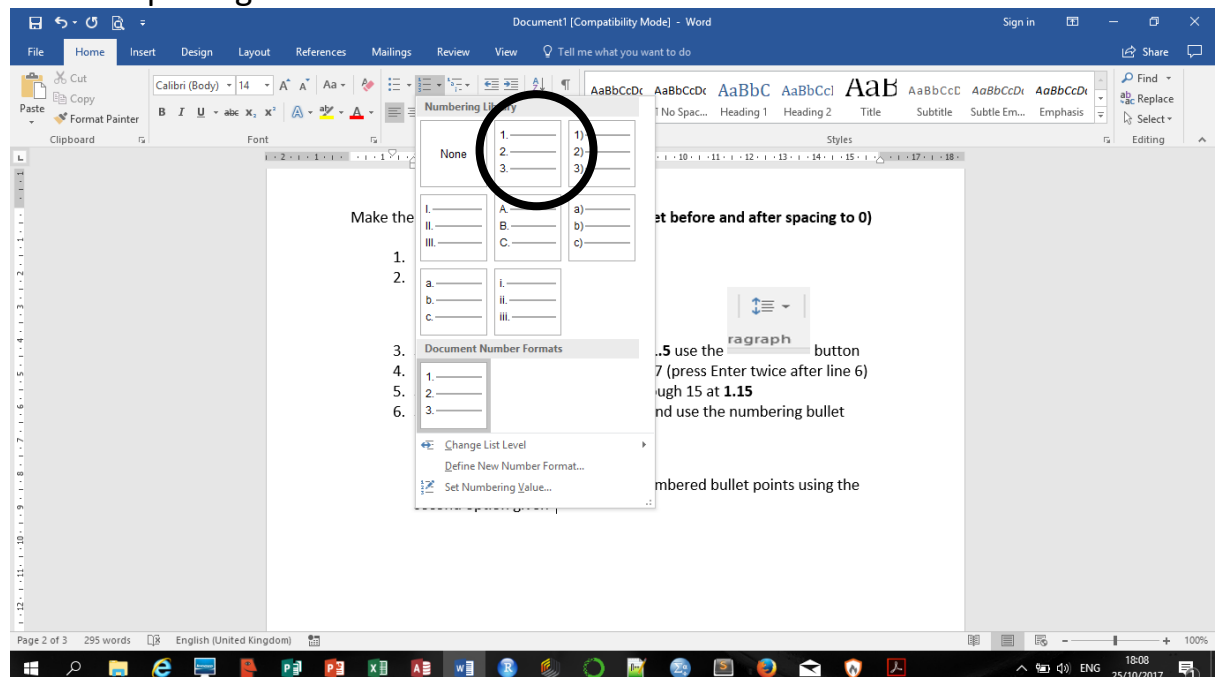 Document1 [Compatibility Mode] - Word
Sign in
File Home Insert Design Layout References Mailings Review View Tell me what you want to do Share
Cut
Copy
Format Painter
Paste
Calibri (Body) 14
Clipboard Font Styles Editing
AaBbCcDc AaBbCcDc AaBbC AaBbCcI AaB AaBbCcD AaBbCcDc AaBbCcDc
No Spac... Heading 1 Heading 2 Title Subtitle Subtle Em... Emphasis
Find
Replace
Select
Numbering Library
None
1.
2.
3.
1)
2)
3)
I.
II.
III.
A.
B.
C.
a)
b)
c)
a.
b.
c.
i.
ii.
iii.
Document Number Formats
1.
2.
3.
Change List Level
Define New Number Format...
Set Numbering Value...
Make the
et before and after spacing to 0)
1.
2.
ragraph
3. .5 use the button
4. 7 (press Enter twice after line 6)
5. ugh 15 at 1.15
6. nd use the numbering bullet
mbered bullet points using the
Page 2 of 3 295 words English (United Kingdom) 100%
ENG
18:08
25/10/2017